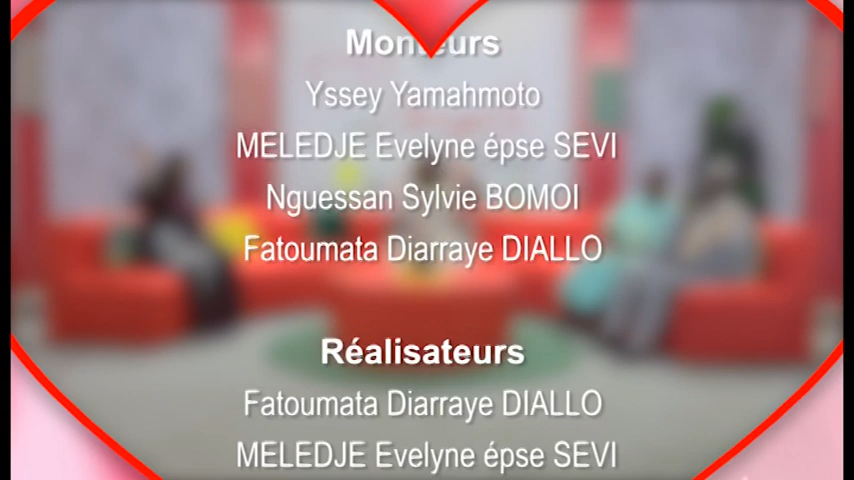 Monteurs
Yssey Yamahmoto
MELEDJE Evelyne épse SEVI
Nguessan Sylvie BOMOI
Fatoumata Diarraye DIALLO
Réalisateurs
Fatoumata Diarraye DIALLO
MELEDJE Evelyne épse SEVI